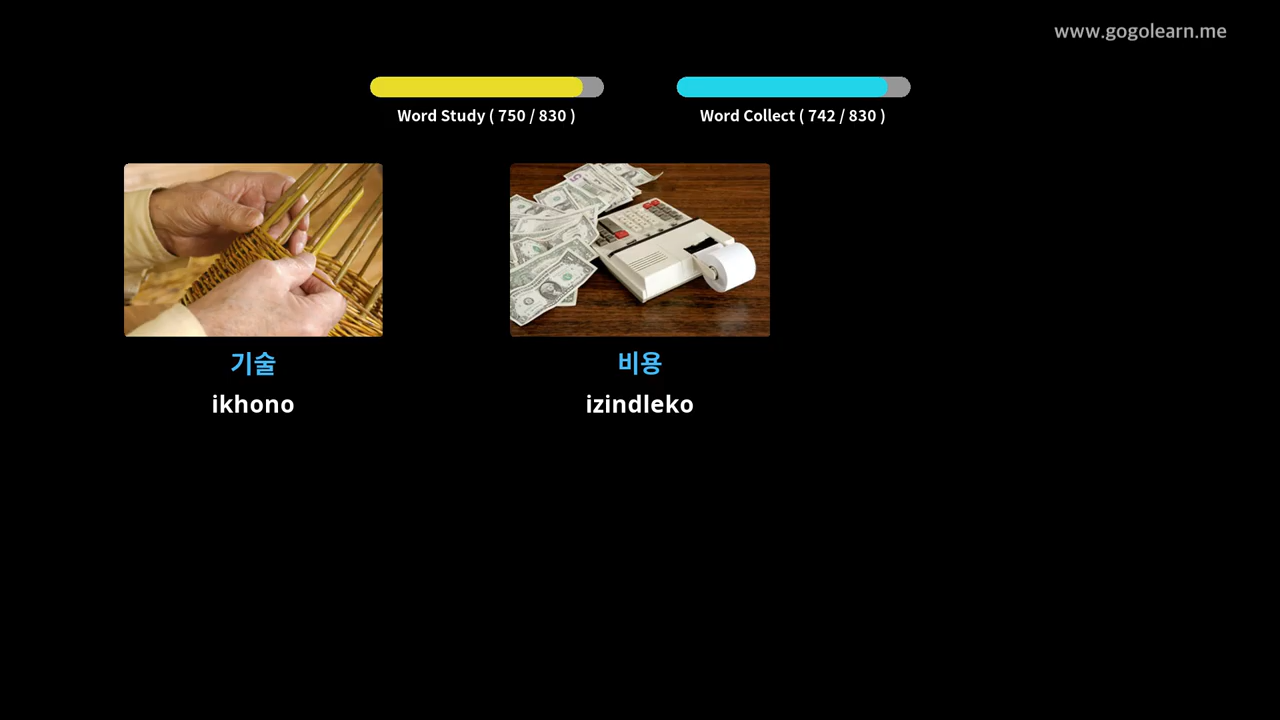 www.gogolearn.me
Word Study ( 750 / 830 )
Word Collect ( 742 / 830 )
기술
ikhono
비용
izindleko